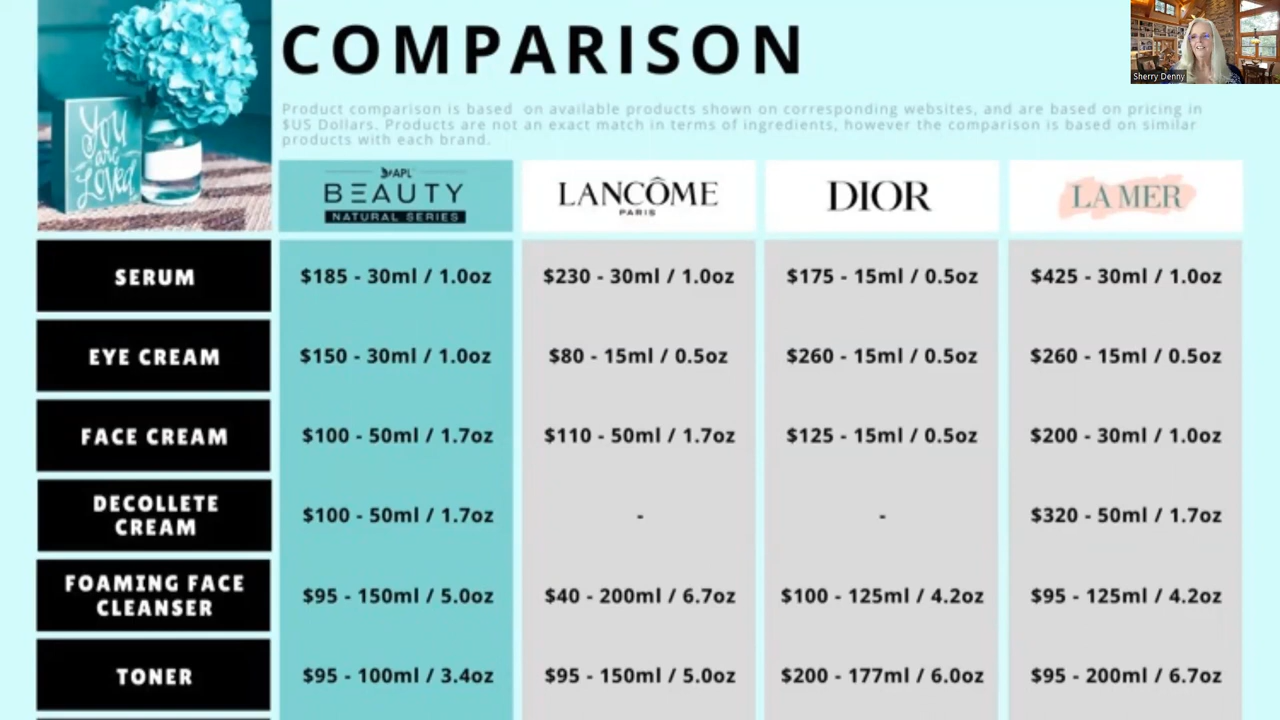 COMPARISON
Sherry Denny
Product comparison is based on available products shown on corresponding websites, and are based on pricing in
$US Dollars. Products are not an exact match in terms of ingredients, however the comparison is based on similar
products with each brand.
You
are
Loved
APL
BEAUTY
NATURAL SERIES
LANCÔME
PARIS
DIOR
LA MER
SERUM
$185 - 30ml / 1.0oz
$230 - 30ml / 1.0oz
$175 - 15ml / 0.5oz
$425 - 30ml / 1.0oz
EYE CREAM
$150 - 30ml / 1.0oz
$80 - 15ml / 0.5oz
$260 - 15ml / 0.5oz
$260 - 15ml / 0.5oz
FACE CREAM
$100 - 50ml / 1.7oz
$110 - 50ml / 1.7oz
$125 - 15ml / 0.5oz
$200 - 30ml / 1.0oz
DECOLLETE
CREAM
$100 - 50ml / 1.7oz
-
-
$320 - 50ml / 1.7oz
FOAMING FACE
CLEANSER
$95 - 150ml / 5.0oz
$40 - 200ml / 6.7oz
$100 - 125ml / 4.2oz
$95 - 125ml / 4.2oz
TONER
$95 - 100ml / 3.4oz
$95 - 150ml / 5.0oz
$200 - 177ml / 6.0oz
$95 - 200ml / 6.7oz